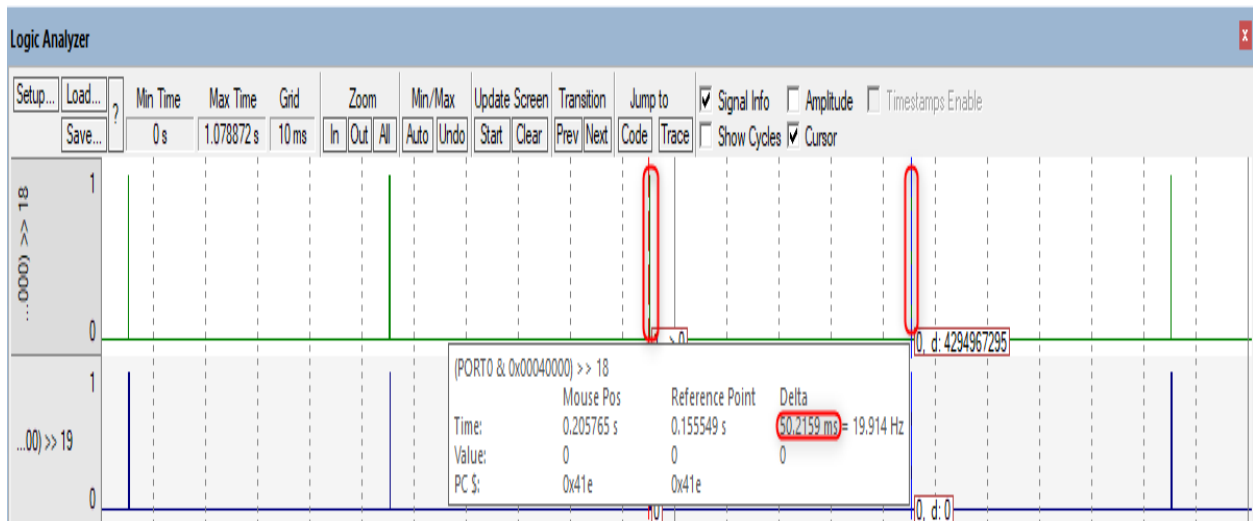 Logic Analyzer
x
Setup... Load... ? Min Time Max Time Grid Zoom Min/Max Update Screen Transition Jump to Signal Info Amplitude Timestamps Enable
Save... 0 s 1.078872 s 10 ms In Out All Auto Undo Start Clear Prev Next Code Trace Show Cycles Cursor
1
...000) >> 18
0
0, d: 4294967295
(PORT0 & 0x00040000) >> 18
Mouse Pos Reference Point Delta
Time: 0.205765 s 0.155549 s 50.2159 ms = 19.914 Hz
Value: 0 0 0
PC $: 0x41e 0x41e
1
...00) >> 19
0
0, d: 0